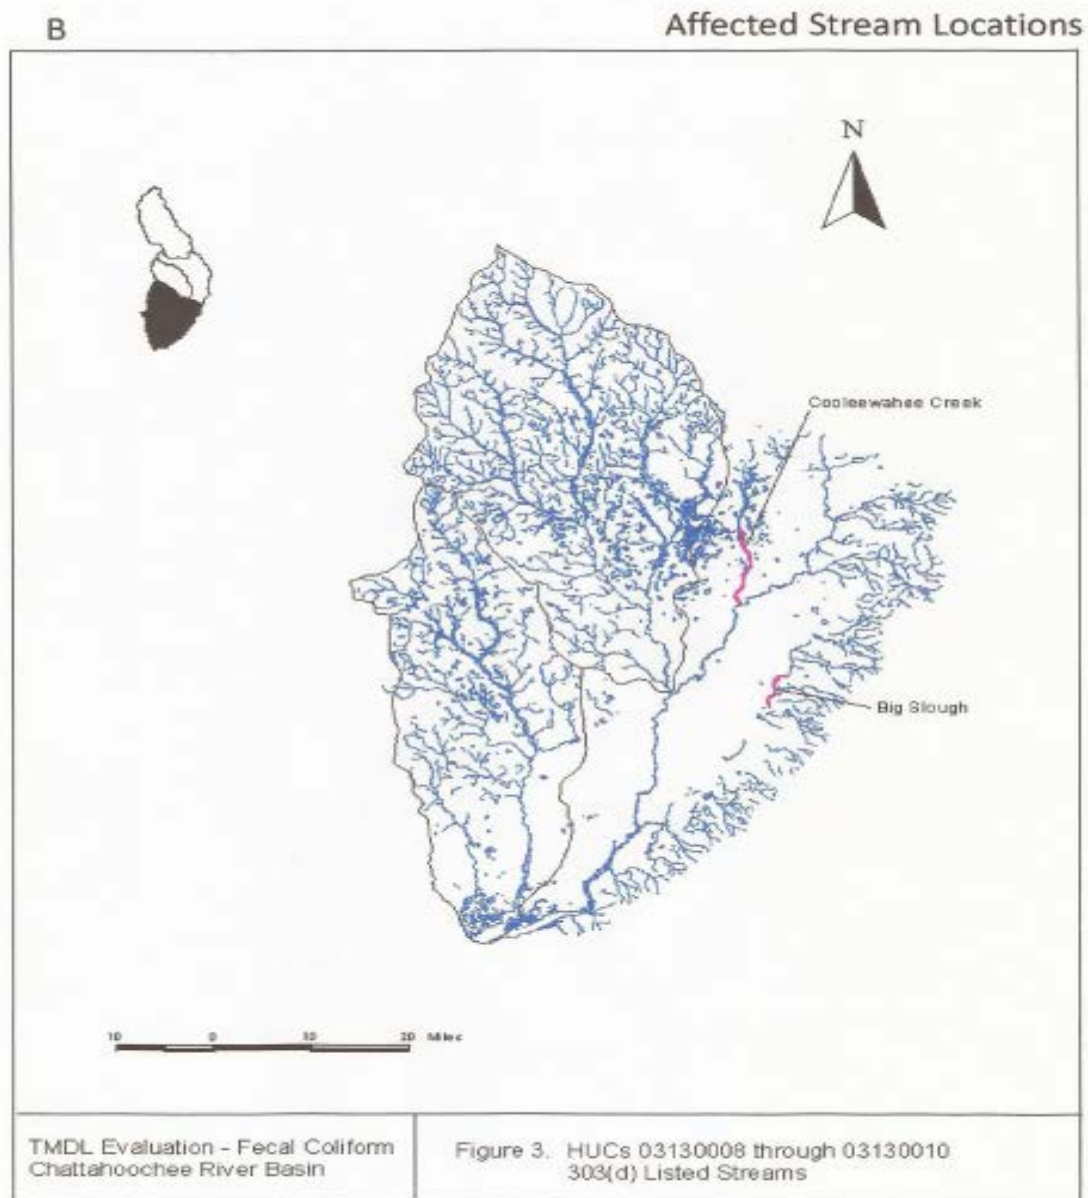 B
Affected Stream Locations
N
Cooleewahee Creek
Big Slough
10 0 10 20 Miles
TMDL Evaluation - Fecal Coliform
Chattahoochee River Basin
Figure 3. HUCs 03130008 through 03130010
303(d) Listed Streams